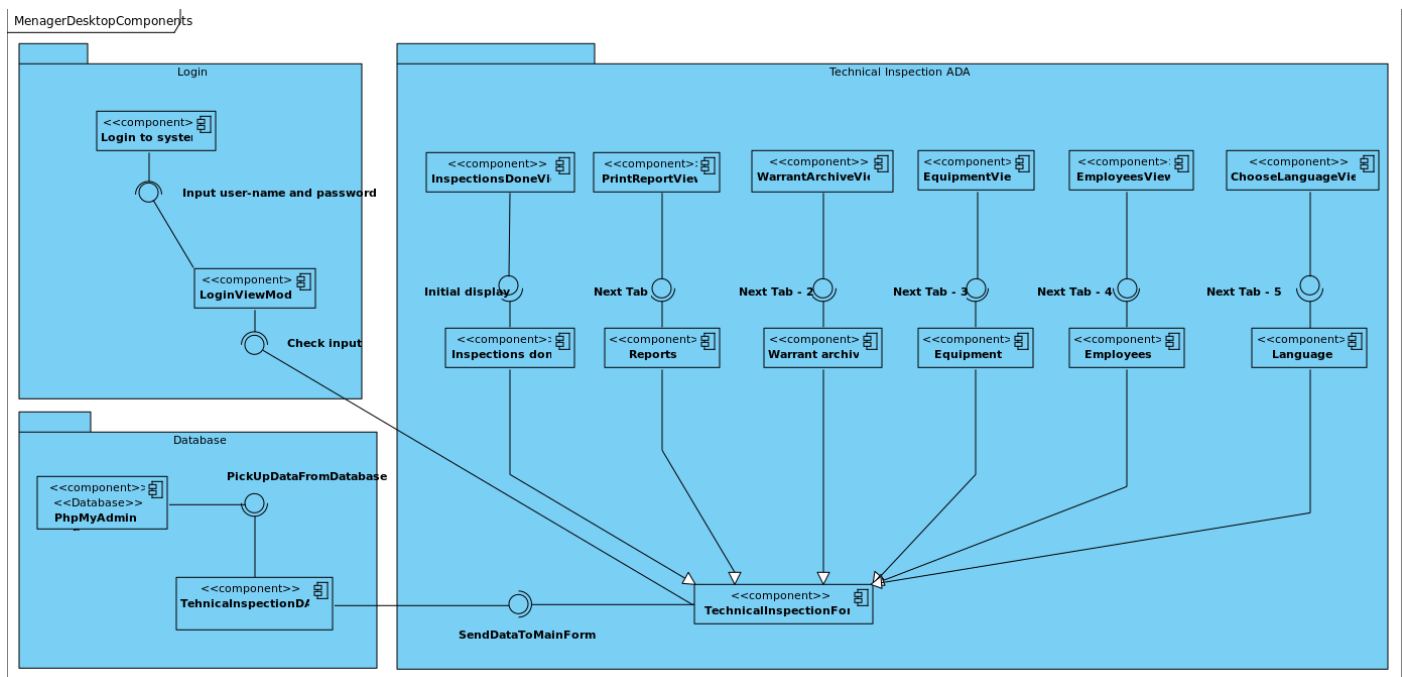 MenagerDesktopComponents
Login
<<component>
Login to syste
Input user-name and password
<<component>
LoginViewMod
Check input
Technical Inspection ADA
<<component>>
InspectionsDoneVi
<<component>:
PrintReportView
<<component>>
WarrantArchiveVie
<<component>
EquipmentVie
<<component>:
EmployeesView
<<component>>
ChooseLanguageVie
Initial display
Next Tab
Next Tab - 2
Next Tab - 3
Next Tab - 4
Next Tab - 5
<<component>:
Inspections don
<<component>
Reports
<<component>
Warrant archiv
<<component>
Equipment
<<component>
Employees
<<component>
Language
<<component>>
TechnicalInspectionFor
Database
<<component>>
<<Database>>
PhpMyAdmin
PickUpDataFromDatabase
<<component>>
TehnicaInspectionDA
SendDataToMainForm